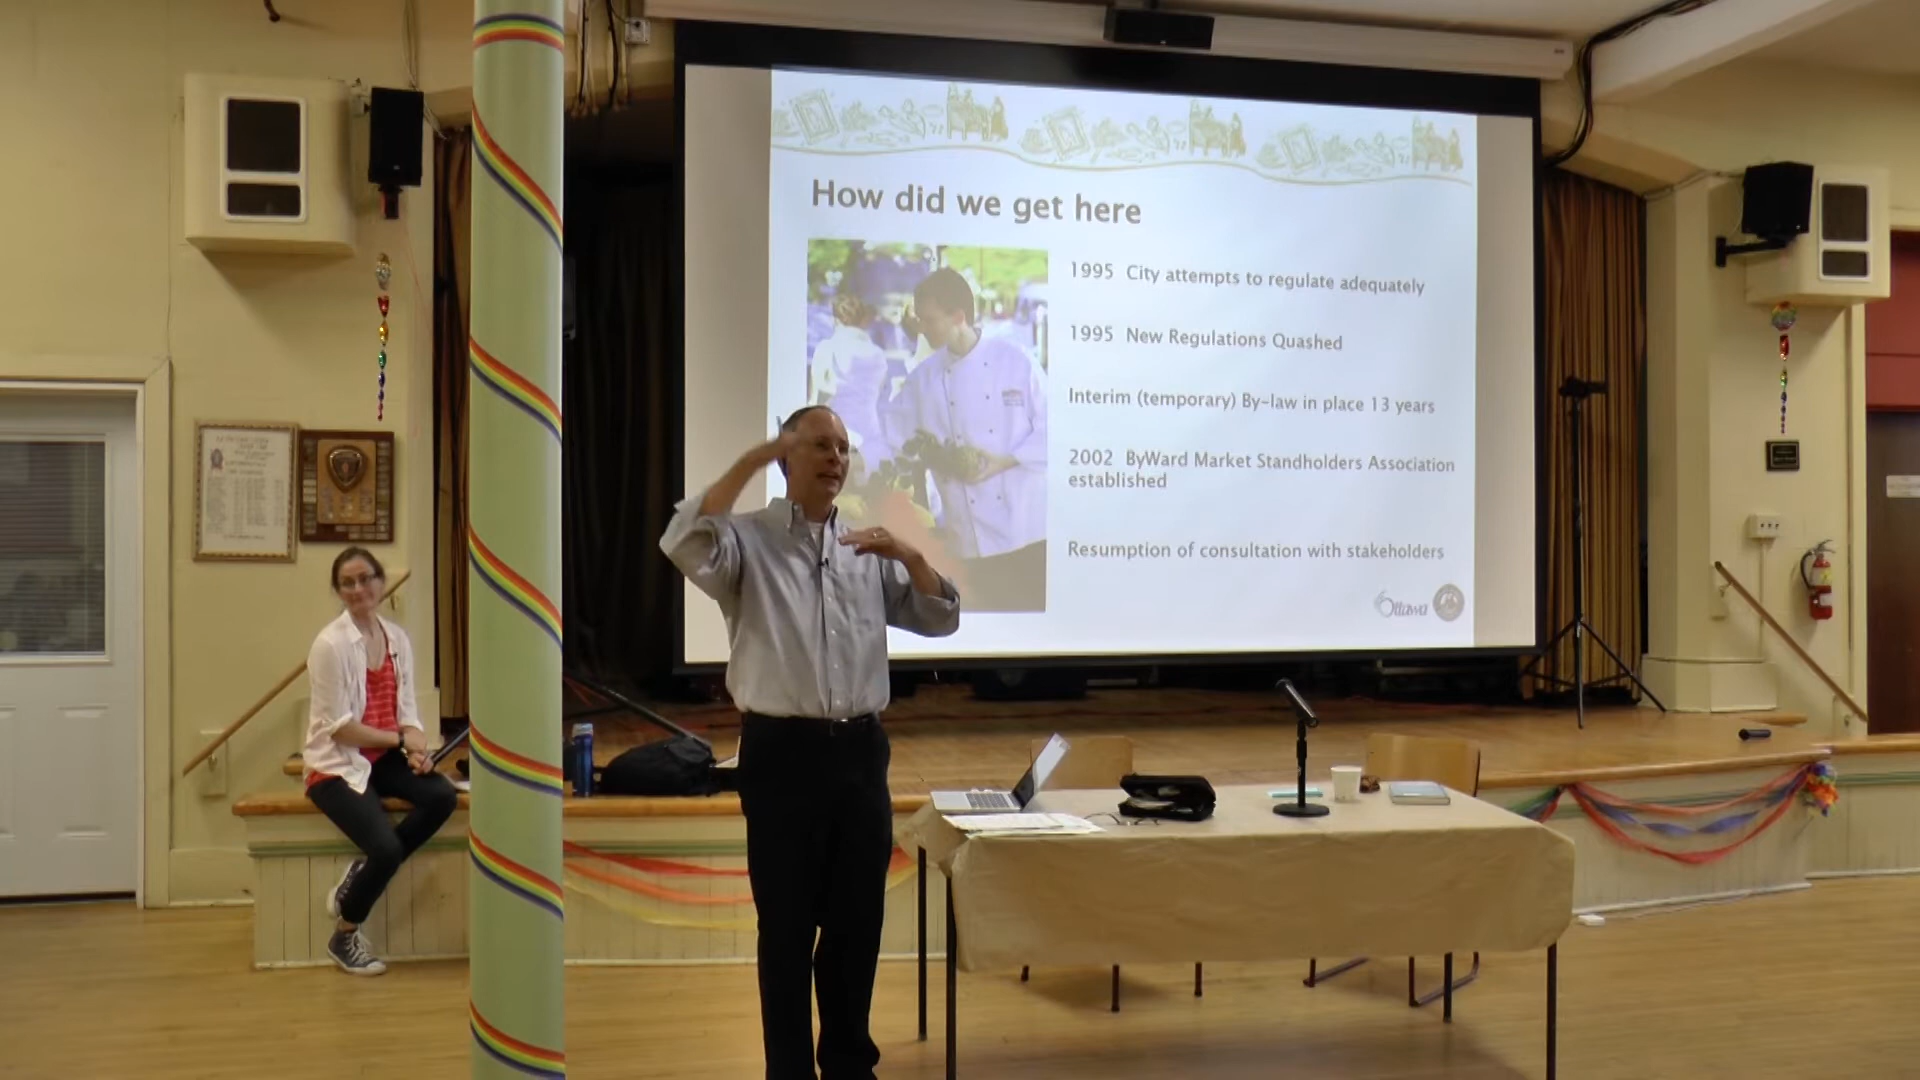 How did we get here
1995 City attempts to regulate adequately
1995 New Regulations Quashed
Interim (temporary) By-law in place 13 years
2002 ByWard Market Standholders Association
established
Resumption of consultation with stakeholders
Ottawa